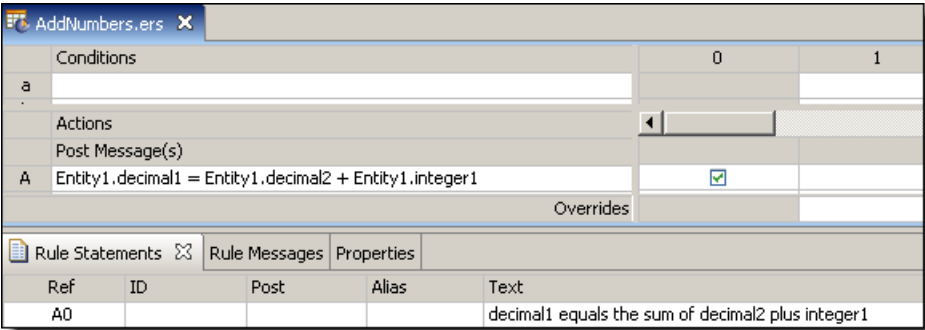 AddNumbers.ers
Conditions 0 1
a
Actions
Post Message(s)
A Entity1.decimal1 = Entity1.decimal2 + Entity1.integer1
Overrides
Rule Statements Rule Messages Properties
Ref ID Post Alias Text
A0 decimal1 equals the sum of decimal2 plus integer1